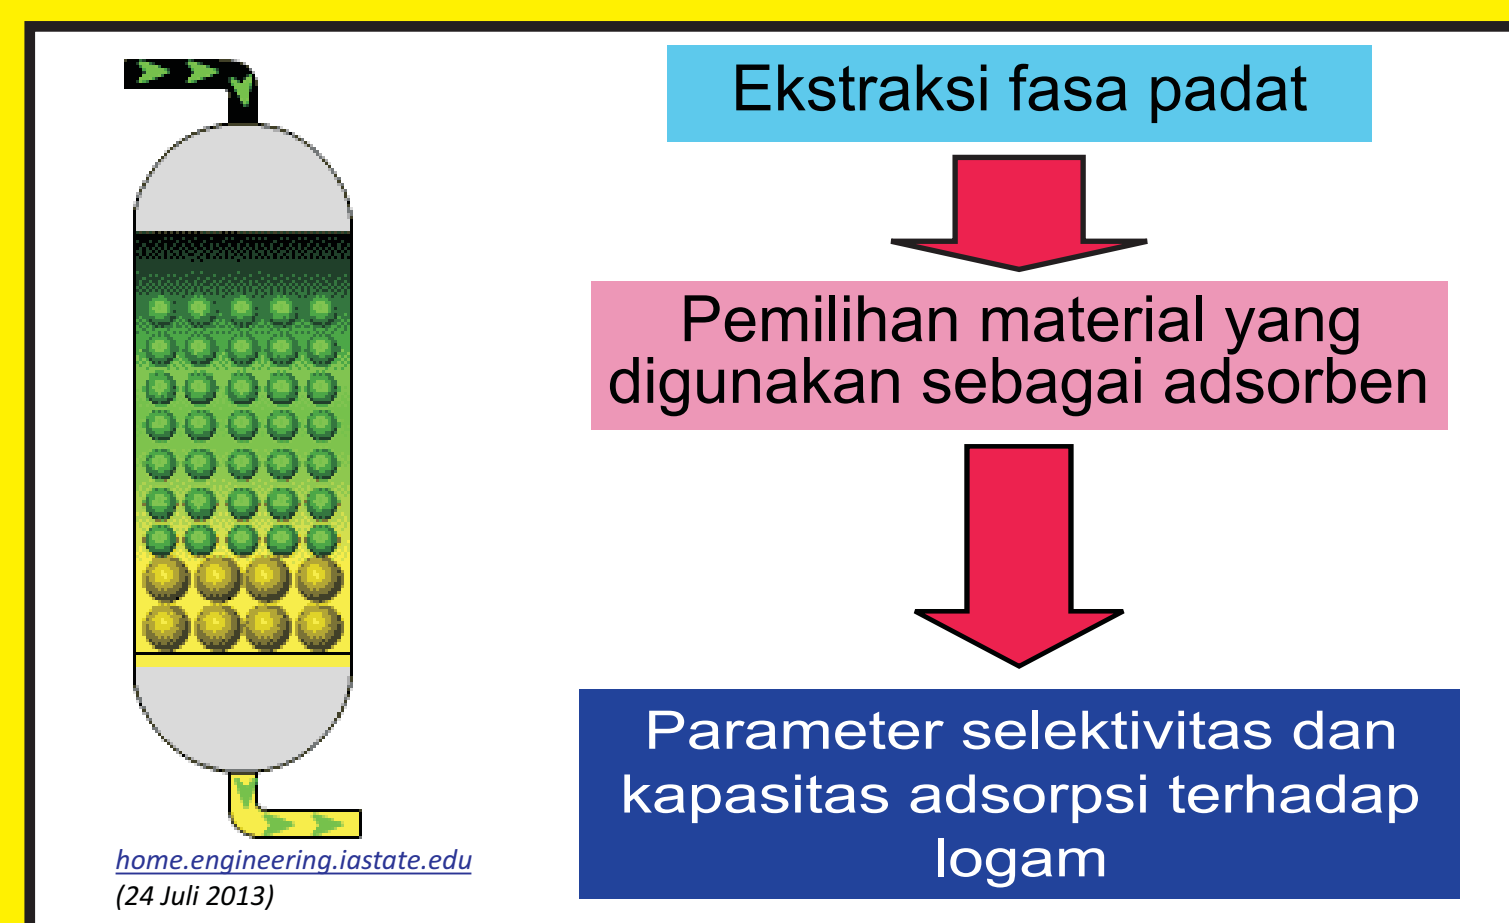 Ekstraksi fasa padat
Pemilihan material yang
digunakan sebagai adsorben
Parameter selektivitas dan
kapasitas adsorpsi terhadap
logam
home.engineering.iastate.edu
(24 Juli 2013)